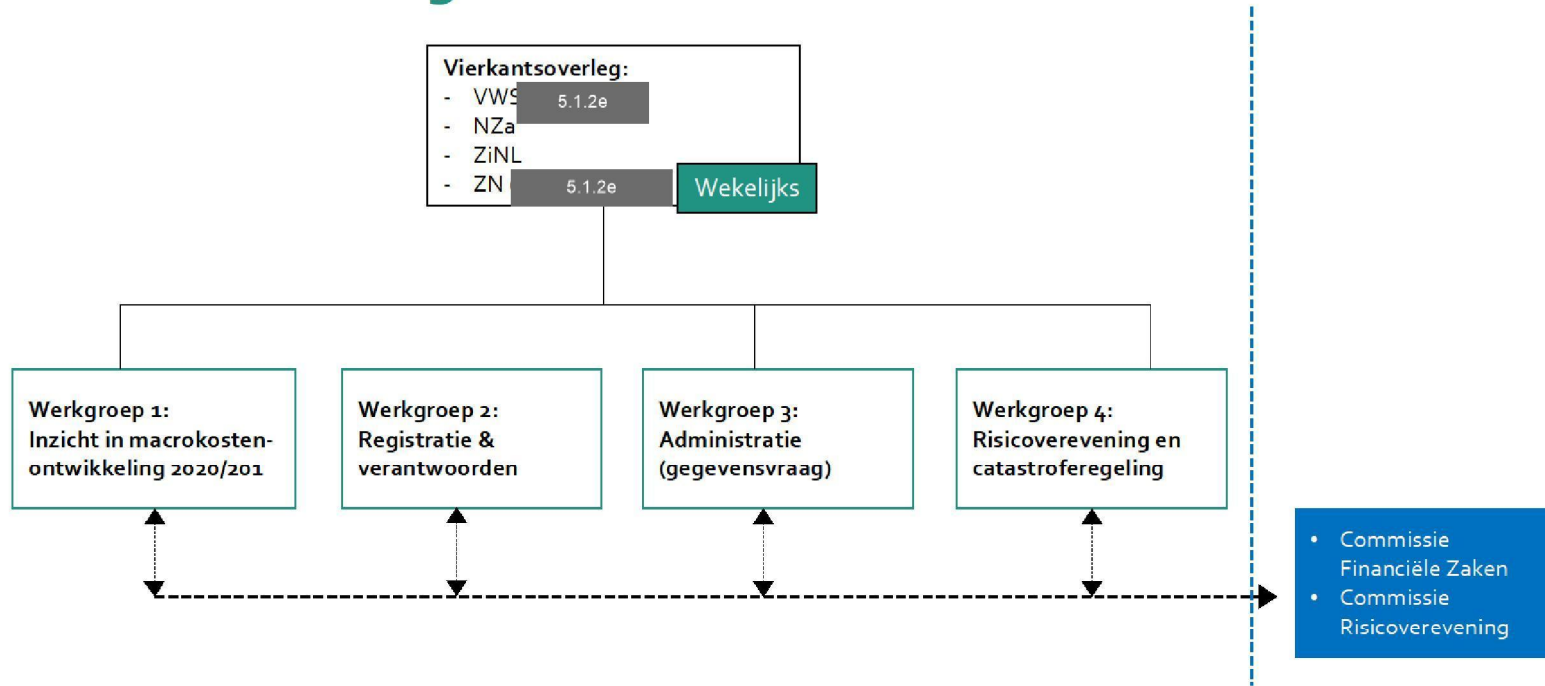 Vierkantsoverleg:
- VWS 5.1.2e
- NZa
- ZiNL
- ZN 5.1.2e
Wekelijks
Werkgroep 1:
Inzicht in macrokosten-
ontwikkeling 2020/201
Werkgroep 2:
Registratie &
verantwoorden
Werkgroep 3:
Administratie
(gegevensvraag)
Werkgroep 4:
Risicoverevening en
catastroferegeling
• Commissie
Financiële Zaken
• Commissie
Risicoverevening